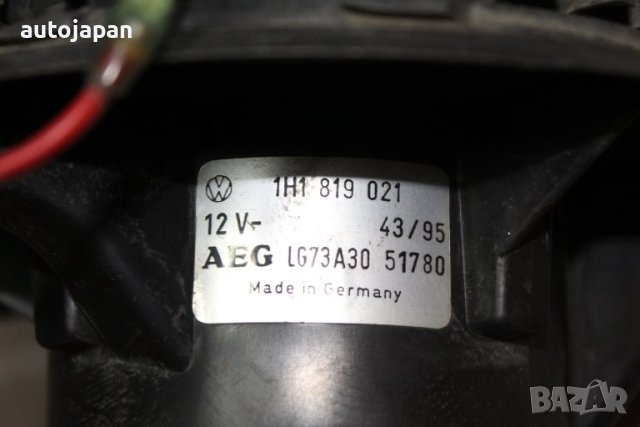 autojapan
1H1 819 021
12 V- 43/95
AEG LG73A30 51780
Made in Germany
BAZAR